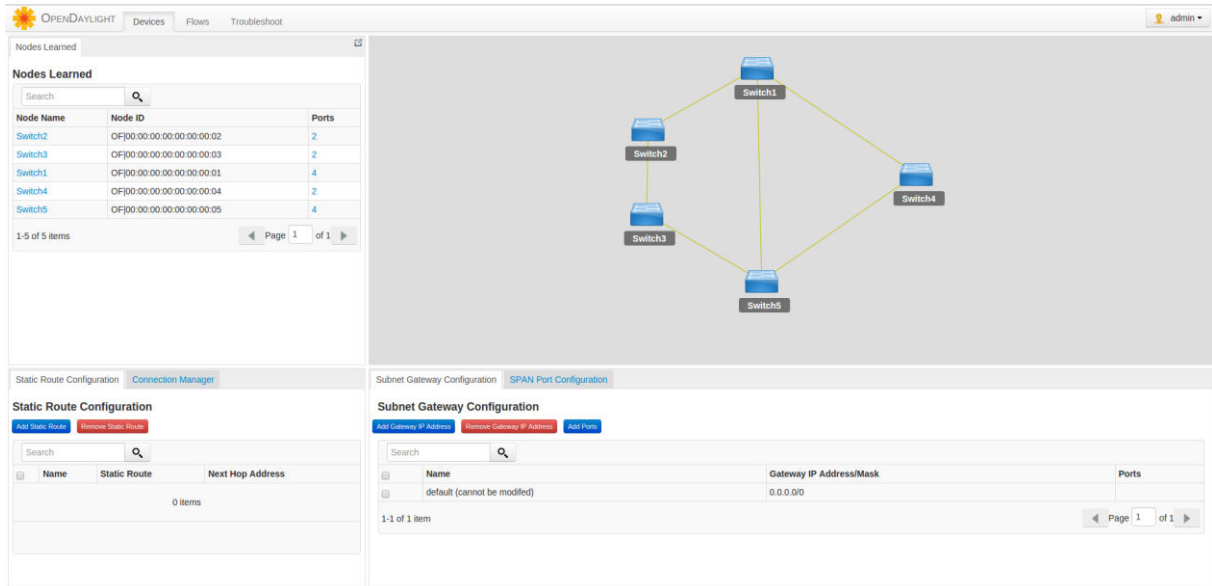 OPENDAYLIGHT Devices Flows Troubleshoot admin
Nodes Learned
Nodes Learned
Search
Node Name Node ID Ports
Switch2 OF|00:00:00:00:00:00:00:02 2
Switch3 OF|00:00:00:00:00:00:00:03 2
Switch1 OF|00:00:00:00:00:00:00:01 4
Switch4 OF|00:00:00:00:00:00:00:04 2
Switch5 OF|00:00:00:00:00:00:00:05 4
1-5 of 5 items Page 1 of 1
Switch1
Switch2
Switch4
Switch3
Switch5
Static Route Configuration Connection Manager
Static Route Configuration
Add Static Route Remove Static Route
Search
Name Static Route Next Hop Address
0 items
Subnet Gateway Configuration SPAN Port Configuration
Subnet Gateway Configuration
Add Gateway IP Address Remove Gateway IP Address Add Ports
Search
Name Gateway IP Address/Mask Ports
default (cannot be modifed) 0.0.0.0/0
1-1 of 1 item Page 1 of 1